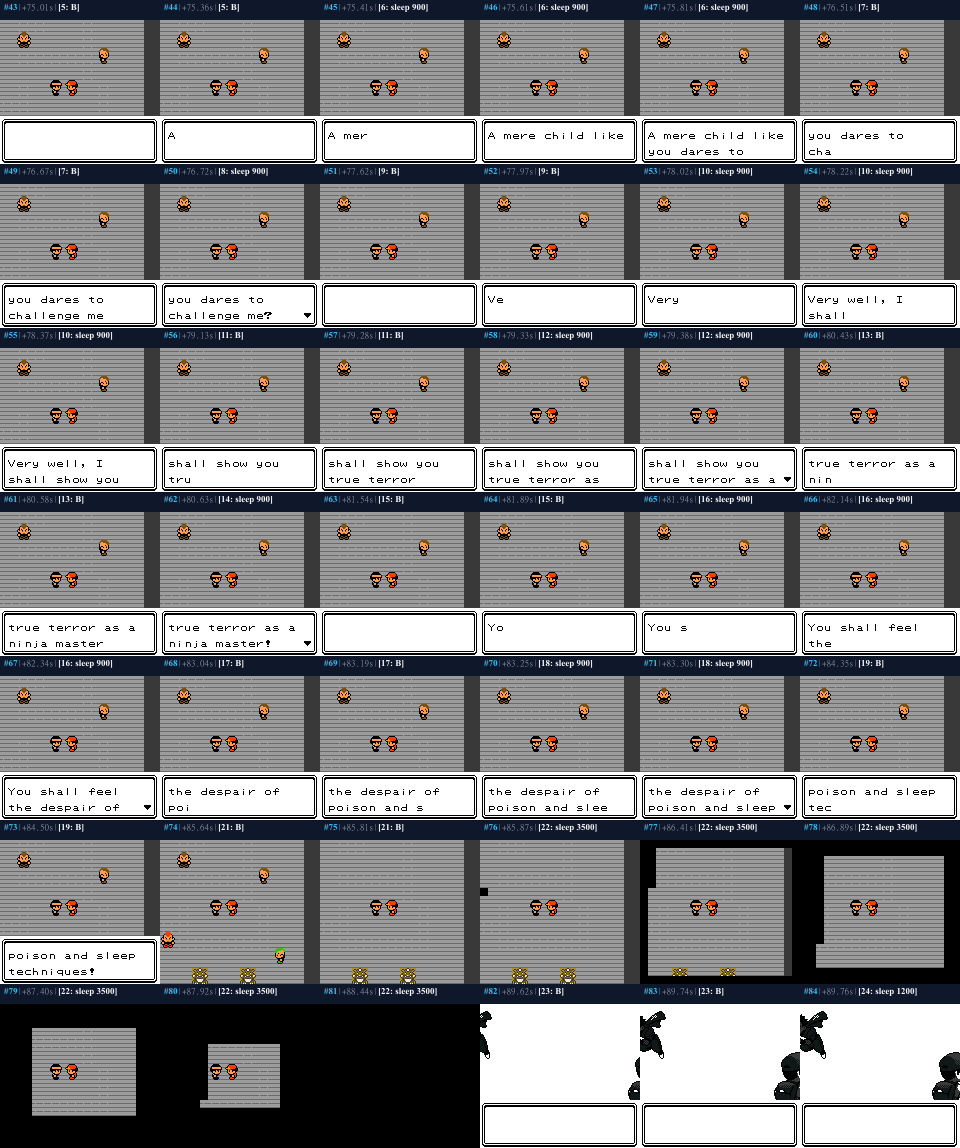 #43|+75.01s| [5: B]
#44|+75.36s| [5: B]
#45|+75.41s| [6: sleep 900]
#46|+75.61s| [6: sleep 900]
#47|+75.81s| [6: sleep 900]
#48|+76.51s| [7: B]
A
A mer
A mere child like
A mere child like
you dares to
you dares to
cha
#49|+76.67s| [7: B]
#50|+76.72s| [8: sleep 900]
#51|+77.62s| [9: B]
#52|+77.97s| [9: B]
#53|+78.02s| [10: sleep 900]
#54|+78.22s| [10: sleep 900]
you dares to
challenge me
you dares to
challenge me?
Ve
Very
Very well, I
shall
#55|+78.37s| [10: sleep 900]
#56|+79.13s| [11: B]
#57|+79.28s| [11: B]
#58|+79.33s| [12: sleep 900]
#59|+79.38s| [12: sleep 900]
#60|+80.43s| [13: B]
Very well, I
shall show you
shall show you
tru
shall show you
true terror
shall show you
true terror as
shall show you
true terror as a
true terror as a
nin
#61|+80.58s| [13: B]
#62|+80.63s| [14: sleep 900]
#63|+81.54s| [15: B]
#64|+81.89s| [15: B]
#65|+81.94s| [16: sleep 900]
#66|+82.14s| [16: sleep 900]
true terror as a
ninja master
true terror as a
ninja master!
Yo
You s
You shall feel
the
#67|+82.34s| [16: sleep 900]
#68|+83.04s| [17: B]
#69|+83.19s| [17: B]
#70|+83.25s| [18: sleep 900]
#71|+83.30s| [18: sleep 900]
#72|+84.35s| [19: B]
You shall feel
the despair of
the despair of
poi
the despair of
poison and s
the despair of
poison and slee
the despair of
poison and sleep
poison and sleep
tec
#73|+84.50s| [19: B]
#74|+85.64s| [21: B]
#75|+85.81s| [21: B]
#76|+85.87s| [22: sleep 3500]
#77|+86.41s| [22: sleep 3500]
#78|+86.89s| [22: sleep 3500]
poison and sleep
techniques!
#79|+87.40s| [22: sleep 3500]
#80|+87.92s| [22: sleep 3500]
#81|+88.44s| [22: sleep 3500]
#82|+89.62s| [23: B]
#83|+89.74s| [23: B]
#84|+89.76s| [24: sleep 1200]